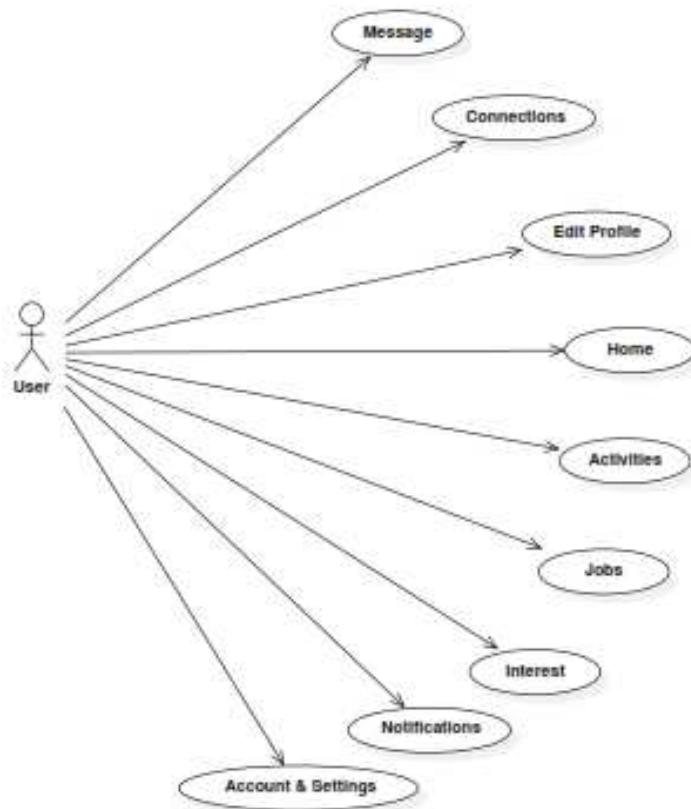 Message
Connections
Edit Profile
Home
User
Activities
Jobs
Interest
Notifications
Account & Settings